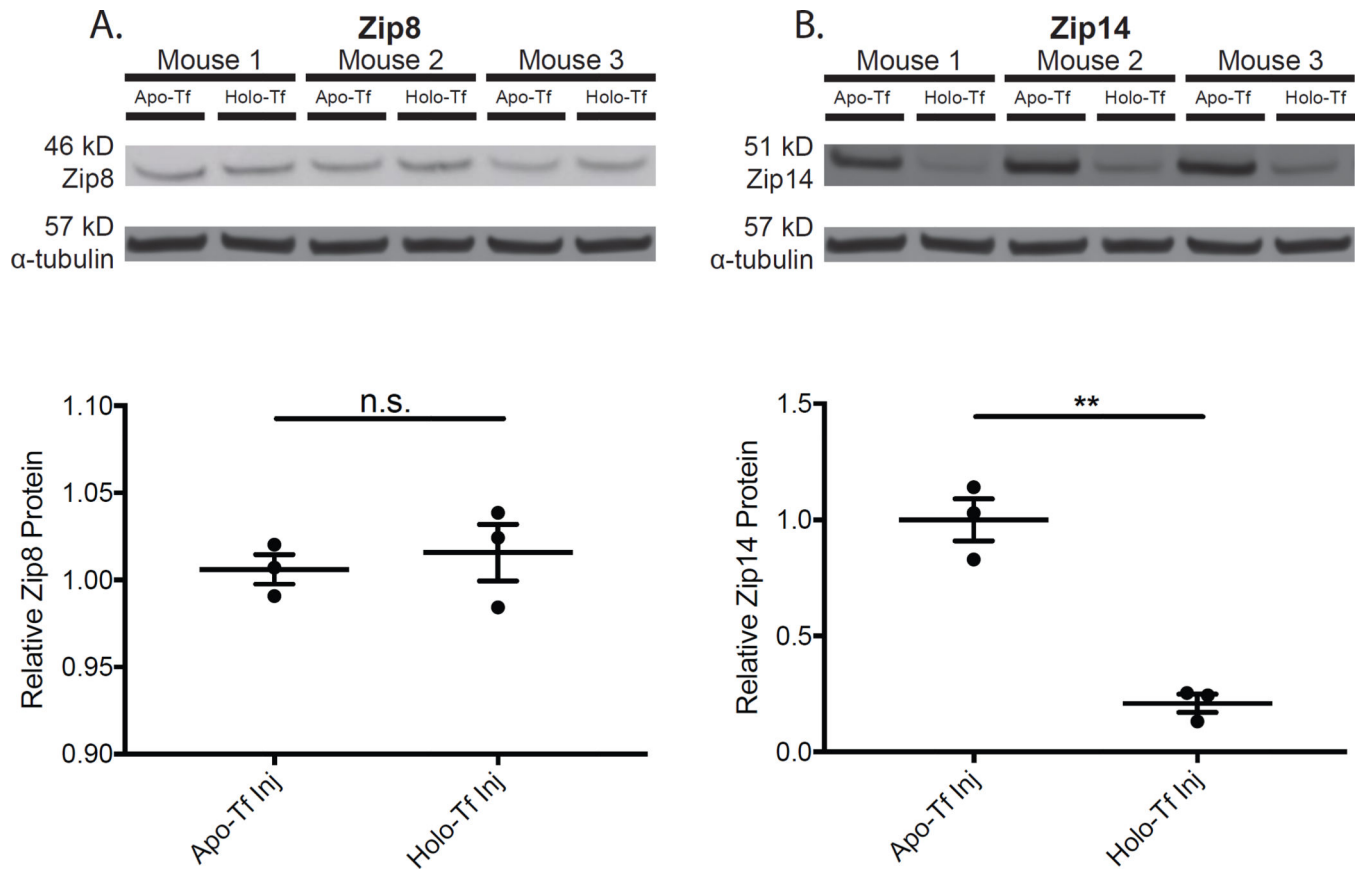 A.
Zip8
Mouse 1 Mouse 2 Mouse 3
Apo-Tf Holo-Tf Apo-Tf Holo-Tf Apo-Tf Holo-Tf
46 kD
Zip8
57 kD
α-tubulin
n.s.
1.10
1.05
1.00
0.95
0.90
Relative Zip8 Protein
Apo-Tf Inj
Holo-Tf Inj
B.
Zip14
Mouse 1 Mouse 2 Mouse 3
Apo-Tf Holo-Tf Apo-Tf Holo-Tf Apo-Tf Holo-Tf
51 kD
Zip14
57 kD
α-tubulin
**
1.5
1.0
0.5
0.0
Relative Zip14 Protein
Apo-Tf Inj
Holo-Tf Inj